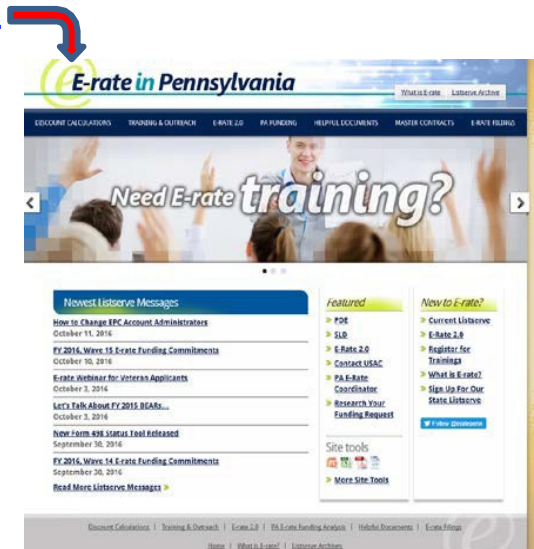 E-rate in Pennsylvania
What is E-rate Listserve Archive
DISCOUNT CALCULATIONS TRAINING & OUTREACH E-RATE 2.0 PA FUNDING HELPFUL DOCUMENTS MASTER CONTRACTS E-RATE FILINGS
Need E-rate training?
Newest Listserve Messages
How to Change EPC Account Administrators
October 11, 2016
FY 2016, Wave 15 E-rate Funding Commitments
October 10, 2016
E-rate Webinar for Veteran Applicants
October 3, 2016
Let's Talk About FY 2015 BEARs...
October 3, 2016
New Form 498 Status Tool Released
September 30, 2016
FY 2016, Wave 14 E-rate Funding Commitments
September 30, 2016
Read More Listserve Messages »
Featured
» PDE
» SLD
» E-Rate 2.0
» Contact USAC
» PA E-Rate
Coordinator
» Research Your
Funding Request
Site tools
» More Site Tools
New to E-rate?
» Current Listserve
» E-Rate 2.0
» Register for
Trainings
» What is E-rate?
» Sign Up For Our
State Listserve
Follow
Discount Calculations | Training & Outreach | E-rate 2.0 | PA E-rate Funding Analysis | Helpful Documents | E-rate Filings
Home | What is E-rate? | Listserve Archives